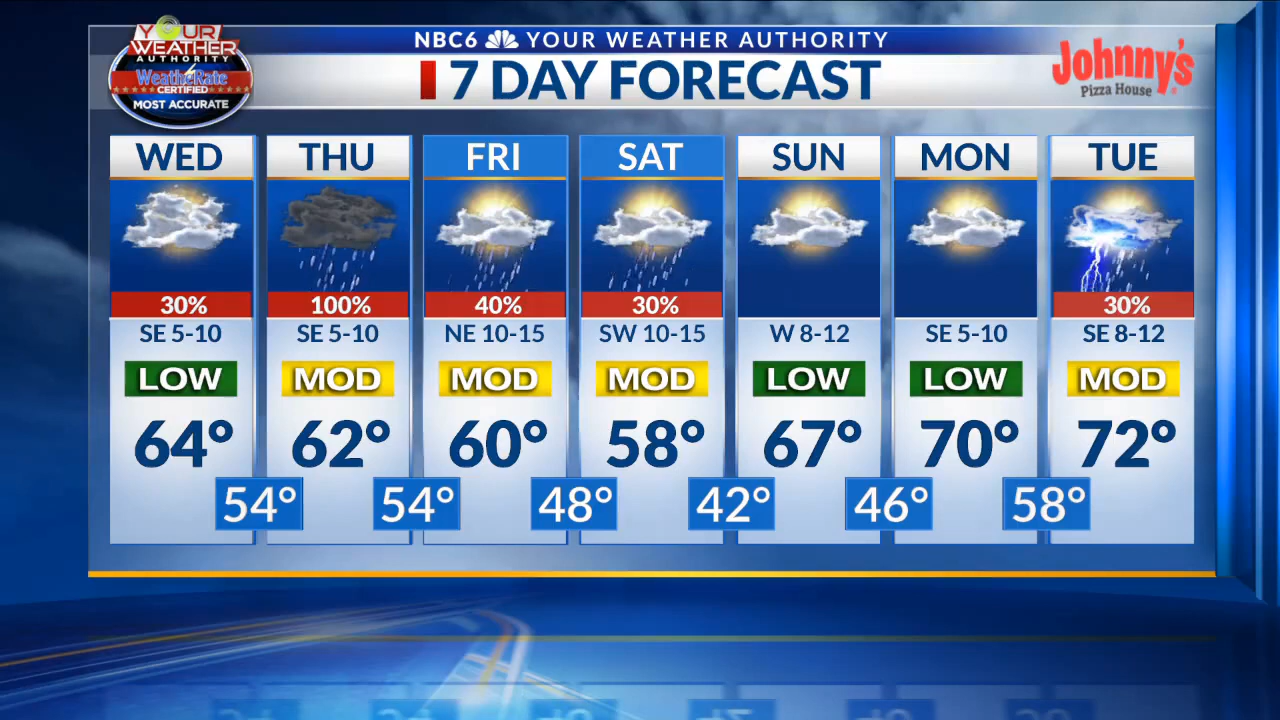 YOUR
WEATHER
AUTHORITY
WeatheRate
CERTIFIED
MOST ACCURATE
NBC6 YOUR WEATHER AUTHORITY
7 DAY FORECAST
Johnny's
Pizza House
WED THU FRI SAT SUN MON TUE
30% 100% 40% 30% 30%
SE 5-10 SE 5-10 NE 10-15 SW 10-15 W 8-12 SE 5-10 SE 8-12
LOW MOD MOD MOD LOW LOW MOD
64° 62° 60° 58° 67° 70° 72°
54° 54° 48° 42° 46° 58°